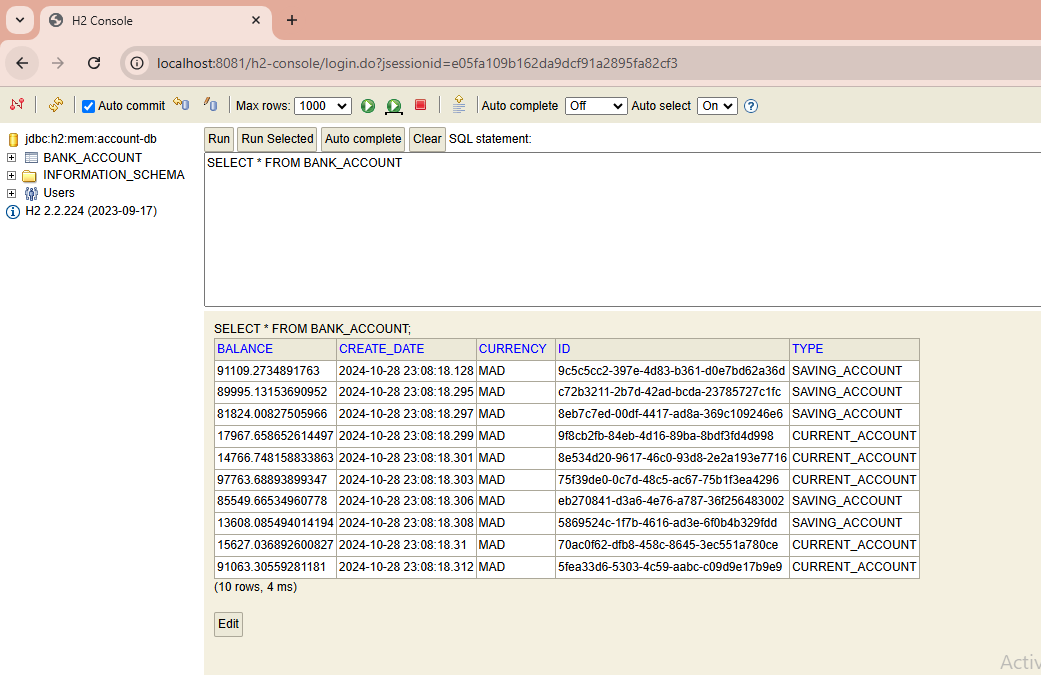 H2 Console
localhost:8081/h2-console/login.do?jsessionid=e05fa109b162da9dcf91a2895fa82cf3
Auto commit Max rows: 1000 Auto complete Off Auto select On ?
jdbc:h2:mem:account-db
BANK_ACCOUNT
INFORMATION_SCHEMA
Users
H2 2.2.224 (2023-09-17)
Run Run Selected Auto complete Clear SQL statement:
SELECT * FROM BANK_ACCOUNT
SELECT * FROM BANK_ACCOUNT;
BALANCE CREATE_DATE CURRENCY ID TYPE
91109.2734891763 2024-10-28 23:08:18.128 MAD 9c5c5cc2-397e-4d83-b361-d0e7bd62a36d SAVING_ACCOUNT
89995.13153690952 2024-10-28 23:08:18.295 MAD c72b3211-2b7d-42ad-bcda-23785727c1fc SAVING_ACCOUNT
81824.00827505966 2024-10-28 23:08:18.297 MAD 8eb7c7ed-00df-4417-ad8a-369c109246e6 SAVING_ACCOUNT
17967.658652614497 2024-10-28 23:08:18.299 MAD 9f8cb2fb-84eb-4d16-89ba-8bdf3fd4d998 CURRENT_ACCOUNT
14766.748158833863 2024-10-28 23:08:18.301 MAD 8e534d20-9617-46c0-93d8-2e2a193e7716 CURRENT_ACCOUNT
97763.68893899347 2024-10-28 23:08:18.303 MAD 75f39de0-0c7d-48c5-ac67-75b1f3ea4296 CURRENT_ACCOUNT
85549.66534960778 2024-10-28 23:08:18.306 MAD eb270841-d3a6-4e76-a787-36f256483002 SAVING_ACCOUNT
13608.085494014194 2024-10-28 23:08:18.308 MAD 5869524c-1f7b-4616-ad3e-6f0b4b329fdd SAVING_ACCOUNT
15627.036892600827 2024-10-28 23:08:18.31 MAD 70ac0f62-dfb8-458c-8645-3ec551a780ce CURRENT_ACCOUNT
91063.30559281181 2024-10-28 23:08:18.312 MAD 5fea33d6-5303-4c59-aabc-c09d9e17b9e9 CURRENT_ACCOUNT
(10 rows, 4 ms)
Edit
Activ